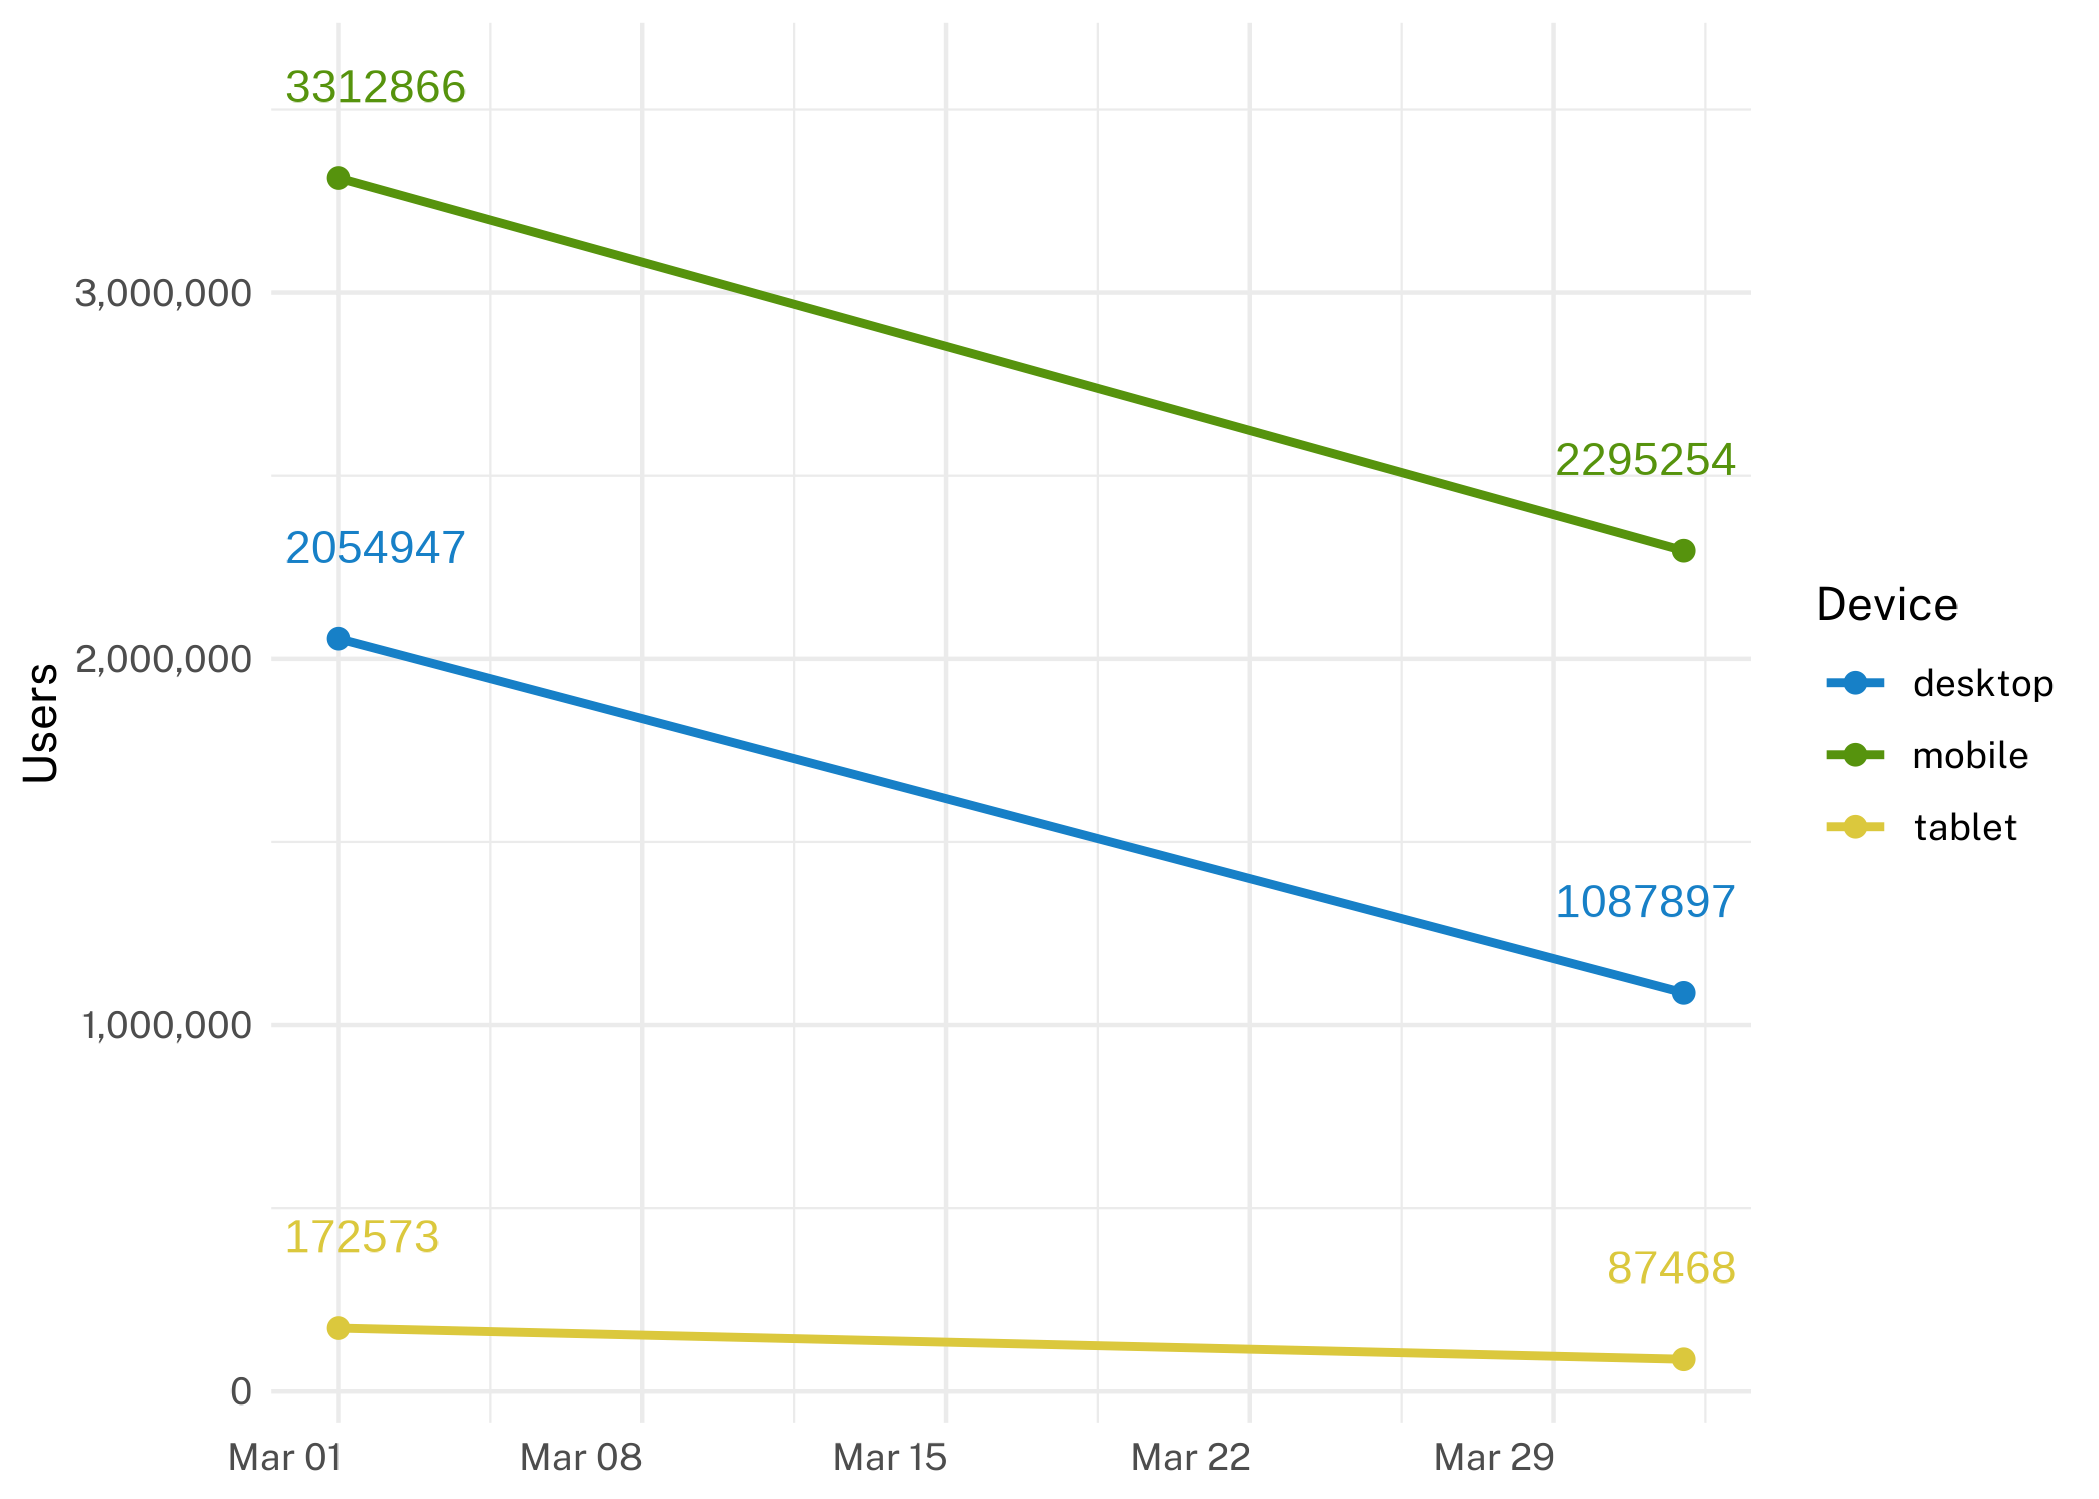 3312866
3,000,000
2295254
2054947
Users
2,000,000
Device
desktop
mobile
tablet
1087897
1,000,000
172573
87468
0
Mar 01 Mar 08 Mar 15 Mar 22 Mar 29